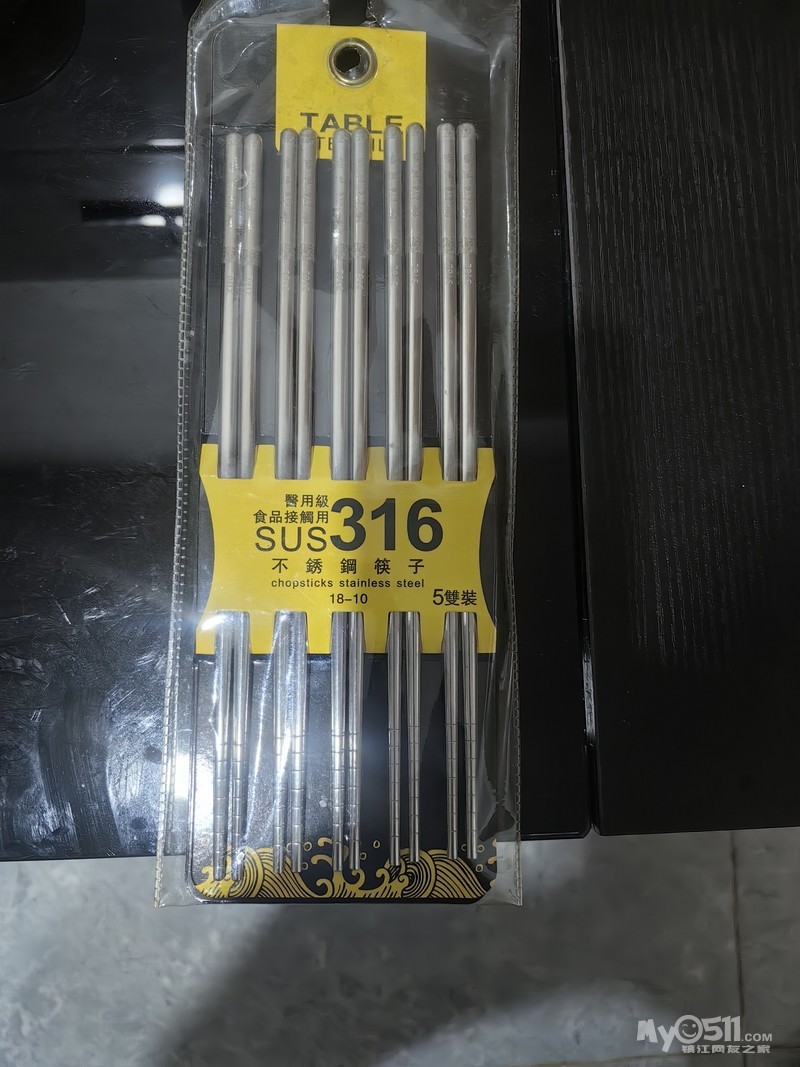 TABLE
醫用級
食品接觸用
SUS316
不銹鋼筷子
chopsticks stainless steel
18-10
5雙裝
MyO511.COM
镇江网友之家